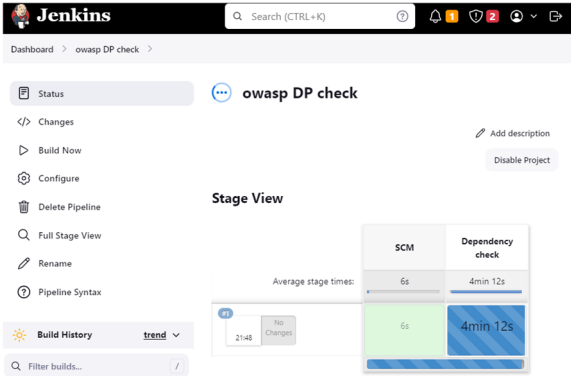 Jenkins
Search (CTRL+K)
?
1
2
Dashboard > owasp DP check >
Status
owasp DP check
Changes
Add description
Build Now
Disable Project
Configure
Delete Pipeline
Stage View
Full Stage View
SCM
Dependency
check
Rename
Average stage times:
6s
4min 12s
Pipeline Syntax
#1
No
Changes
21:48
6s
4min 12s
Build History
trend
Filter builds...
/